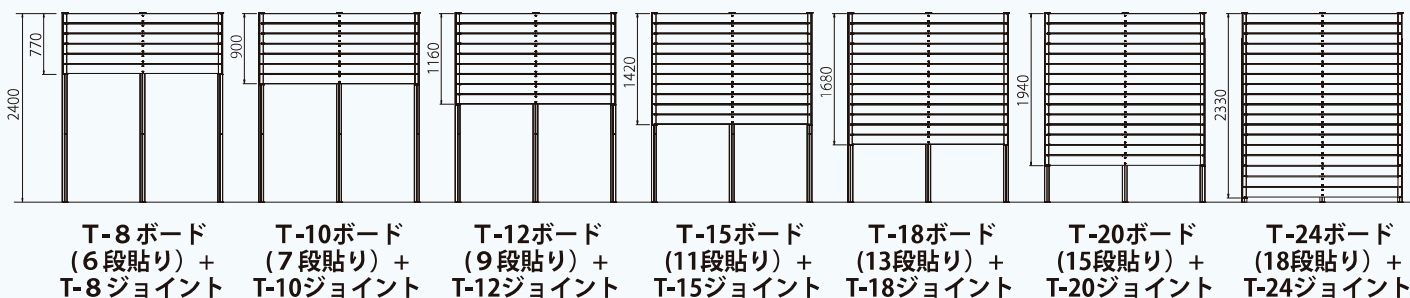 2400
770
900
1160
1420
1680
1940
2330
T-8ボード
(6段貼り) +
T-8ジョイント
T-10ボード
(7段貼り) +
T-10ジョイント
T-12ボード
(9段貼り) +
T-12ジョイント
T-15ボード
(11段貼り) +
T-15ジョイント
T-18ボード
(13段貼り) +
T-18ジョイント
T-20ボード
(15段貼り) +
T-20ジョイント
T-24ボード
(18段貼り) +
T-24ジョイント